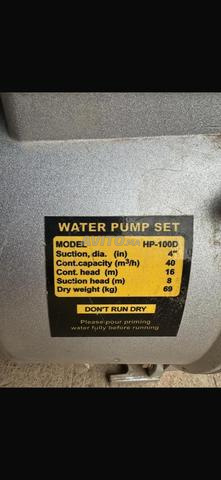 WATER PUMP SET
MODEL HP-100D
Suction, dia. (in) 4"
Cont.capacity (m³/h) 40
Cont. head (m) 16
Suction head (m) 8
Dry weight (kg) 69
DON'T RUN DRY
Please pour priming
water fully before running